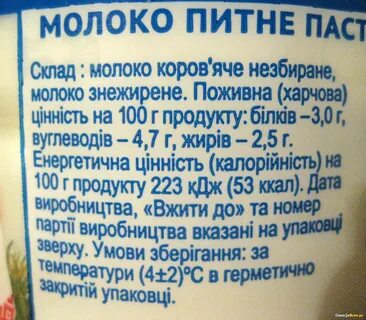 МОЛОКО ПИТНЕ ПАСТ
Склад : молоко коров'яче незбиране,
молоко знежирене. Поживна (харчова)
цінність на 100 г продукту: білків –3,0 г,
вуглеводів – 4,7 г, жирів – 2,5 г.
Енергетична цінність (калорійність) на
100 г продукту 223 кДж (53 ккал). Дата
виробництва, «Вжити до» та номер
партії виробництва вказані на упаковці
зверху. Умови зберігання: за
температури (4±2)°С в герметично
закритій упаковці.